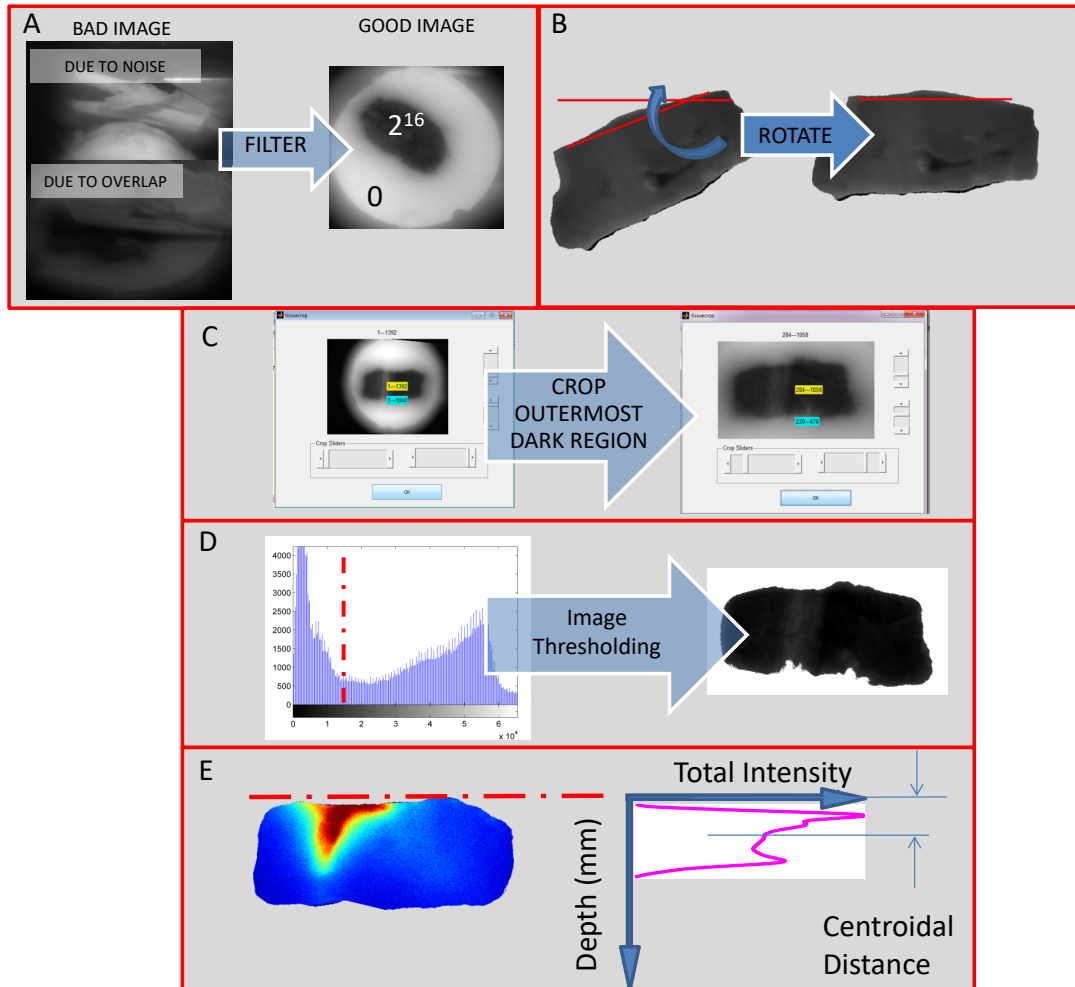 A
BAD IMAGE
GOOD IMAGE
DUE TO NOISE
DUE TO OVERLAP
FILTER
2¹⁶
0
B
ROTATE
C
tissuecrop
1---1392
1---1392
1---1040
Crop Sliders
OK
CROP
OUTERMOST
DARK REGION
tissuecrop
284---1058
284---1058
220---678
Crop Sliders
OK
D
4000
3500
3000
2500
2000
1500
1000
500
0
0 1 2 3 4 5 6
x 10⁴
Image
Thresholding
E
Total Intensity
Depth (mm)
Centroidal
Distance